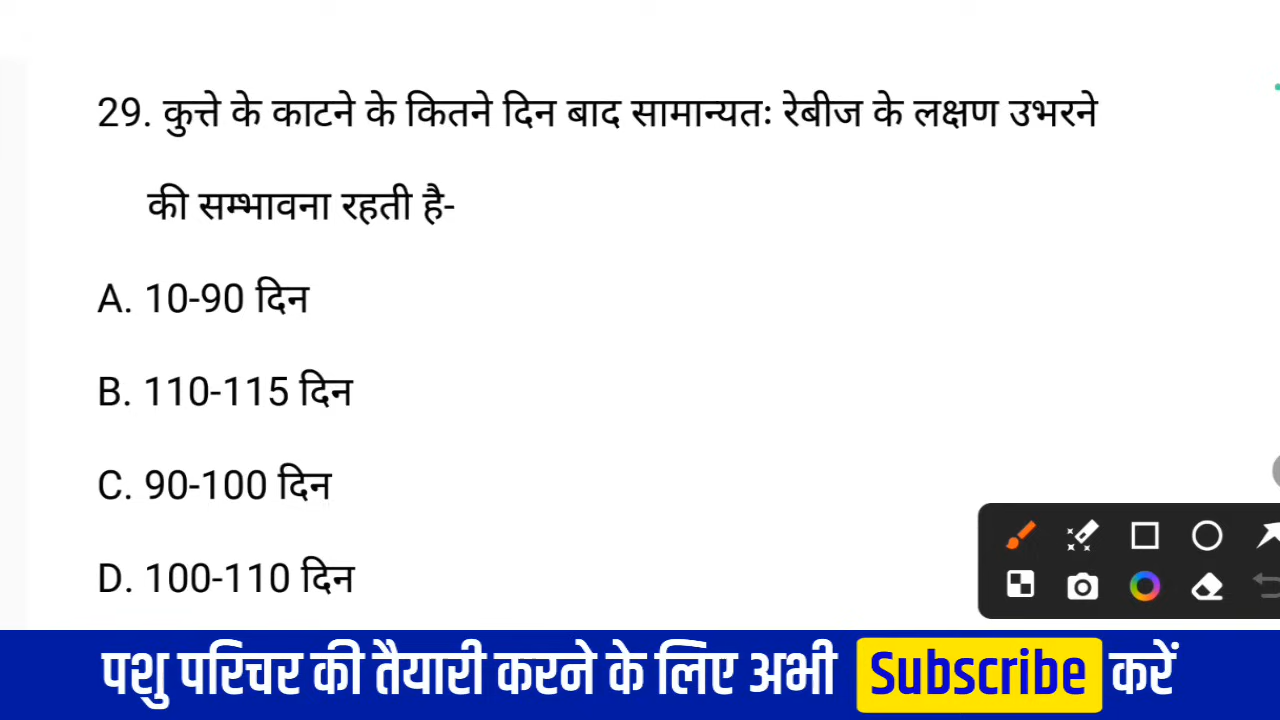 29. कुत्ते के काटने के कितने दिन बाद सामान्यतः रेबीज के लक्षण उभरने
की सम्भावना रहती है-
A. 10-90 दिन
B. 110-115 दिन
C. 90-100 दिन
D. 100-110 दिन
पशु परिचर की तैयारी करने के लिए अभी Subscribe करें